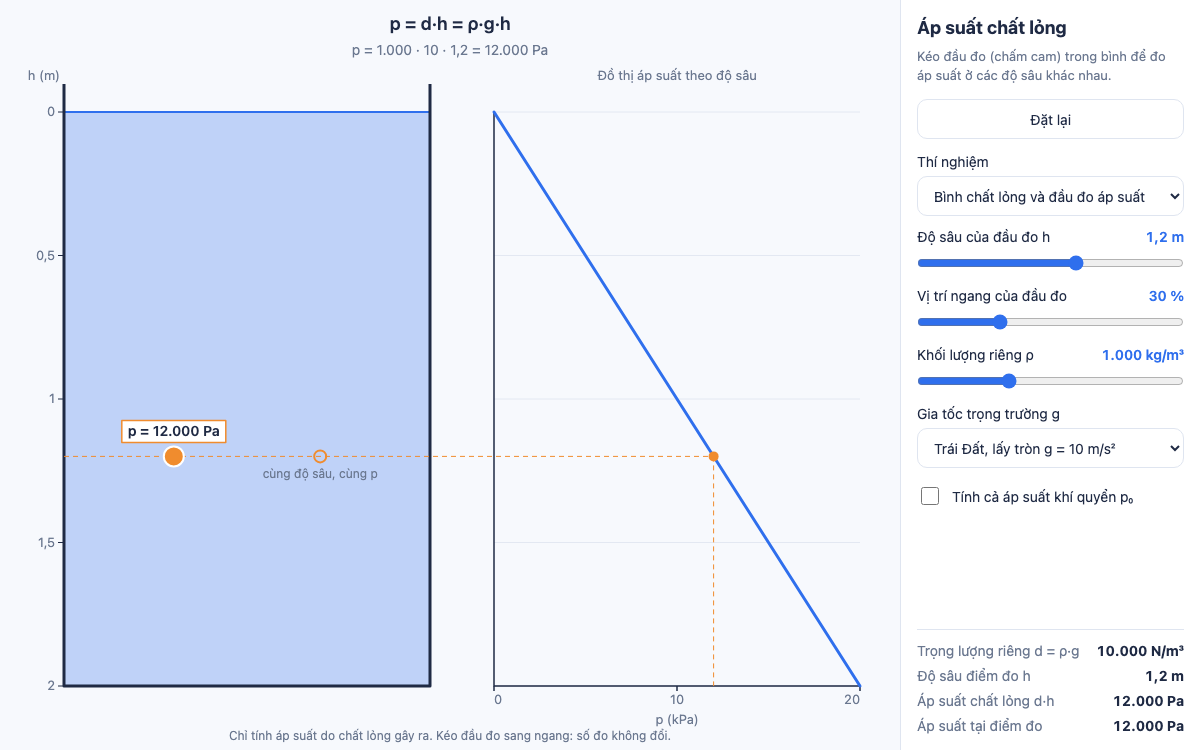 p = d·h = ρ·g·h
p = 1.000 · 10 · 1,2 = 12.000 Pa
h (m)
Đồ thị áp suất theo độ sâu
0
0,5
1
1,5
2
p = 12.000 Pa
cùng độ sâu, cùng p
0
10
20
p (kPa)
Chỉ tính áp suất do chất lỏng gây ra. Kéo đầu đo sang ngang: số đo không đổi.
Áp suất chất lỏng
Kéo đầu đo (chấm cam) trong bình để đo
áp suất ở các độ sâu khác nhau.
Đặt lại
Thí nghiệm
Bình chất lỏng và đầu đo áp suất
Độ sâu của đầu đo h 1,2 m
Vị trí ngang của đầu đo 30 %
Khối lượng riêng ρ 1.000 kg/m³
Gia tốc trọng trường g
Trái Đất, lấy tròn g = 10 m/s²
Tính cả áp suất khí quyển p₀
Trọng lượng riêng d = ρ·g 10.000 N/m³
Độ sâu điểm đo h 1,2 m
Áp suất chất lỏng d·h 12.000 Pa
Áp suất tại điểm đo 12.000 Pa